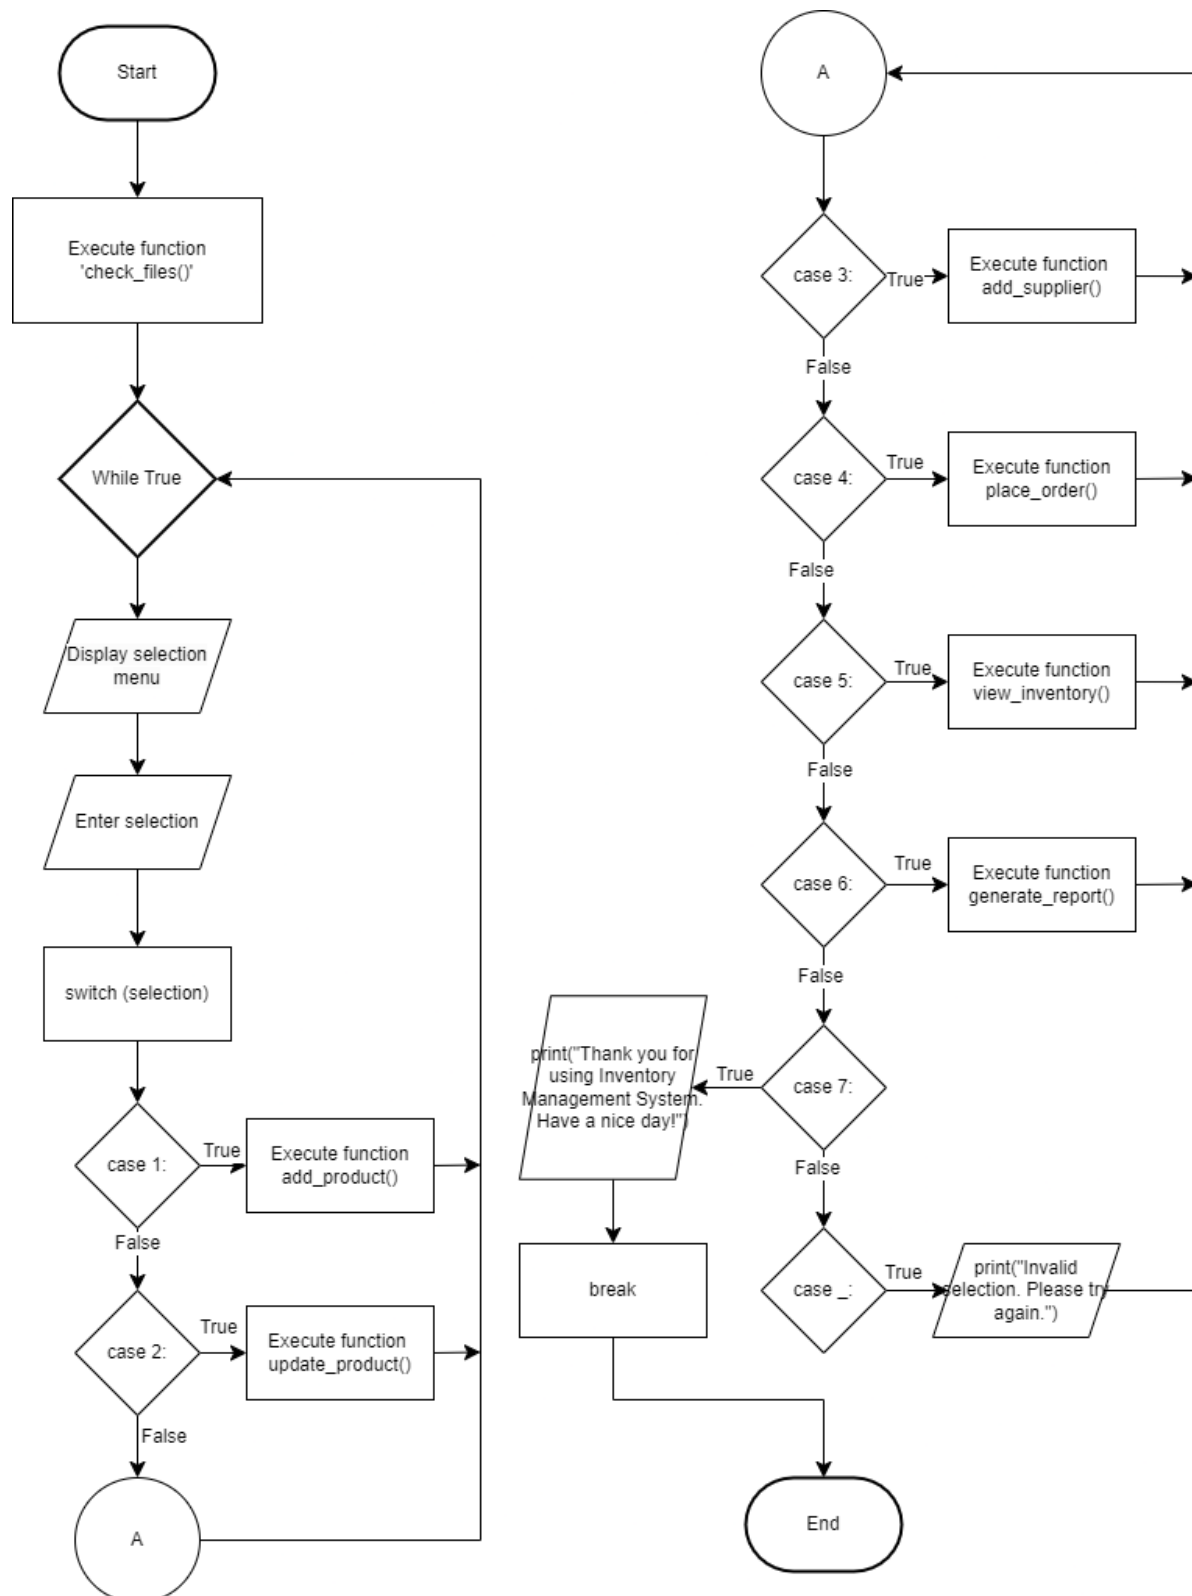 Start
Execute function
'check_files()'
While True
Display selection
menu
Enter selection
switch (selection)
case 1:
True
Execute function
add_product()
False
case 2:
True
Execute function
update_product()
False
A
A
case 3:
True
Execute function
add_supplier()
False
case 4:
True
Execute function
place_order()
False
case 5:
True
Execute function
view_inventory()
False
case 6:
True
Execute function
generate_report()
False
case 7:
True
print("Thank you for
using Inventory
Management System.
Have a nice day!")
break
False
case _:
True
print("Invalid
selection. Please try
again.")
End